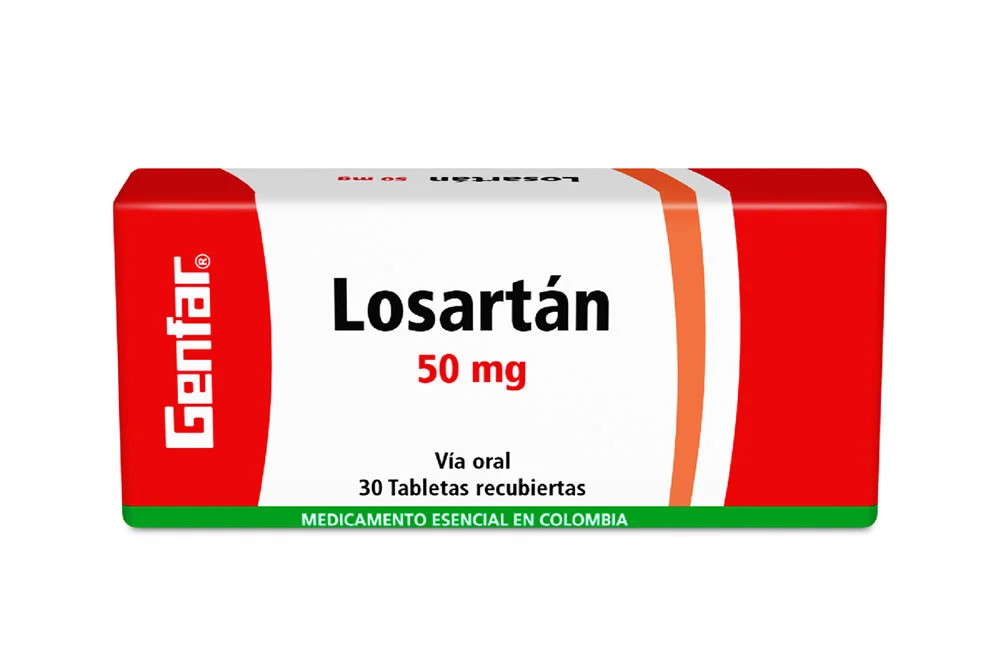 Losartán 50 mg
Genfar®
Losartán
50 mg
Vía oral
30 Tabletas recubiertas
MEDICAMENTO ESENCIAL EN COLOMBIA